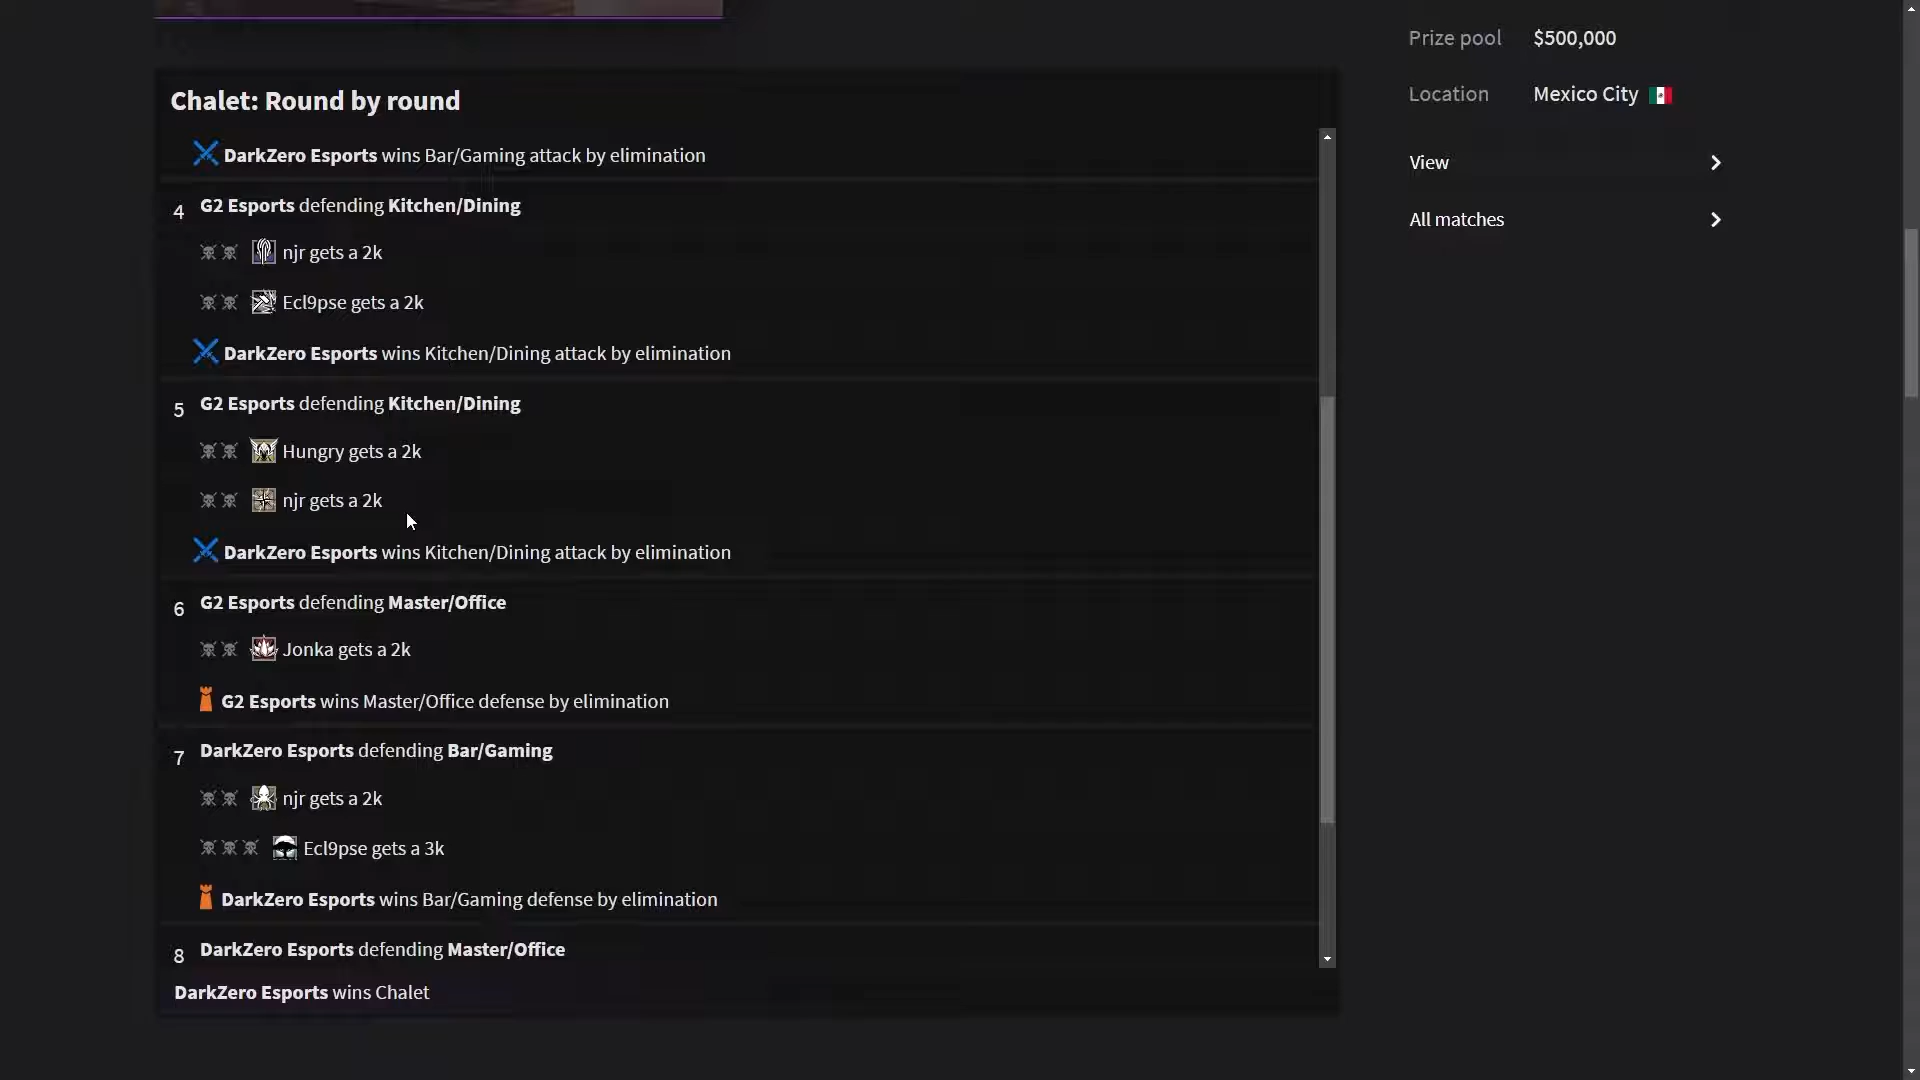 Prize pool $500,000
Chalet: Round by round
Location Mexico City
DarkZero Esports wins Bar/Gaming attack by elimination
View
4 G2 Esports defending Kitchen/Dining
All matches
njr gets a 2k
Ecl9pse gets a 2k
DarkZero Esports wins Kitchen/Dining attack by elimination
5 G2 Esports defending Kitchen/Dining
Hungry gets a 2k
njr gets a 2k
DarkZero Esports wins Kitchen/Dining attack by elimination
6 G2 Esports defending Master/Office
Jonka gets a 2k
G2 Esports wins Master/Office defense by elimination
7 DarkZero Esports defending Bar/Gaming
njr gets a 2k
Ecl9pse gets a 3k
DarkZero Esports wins Bar/Gaming defense by elimination
8 DarkZero Esports defending Master/Office
DarkZero Esports wins Chalet